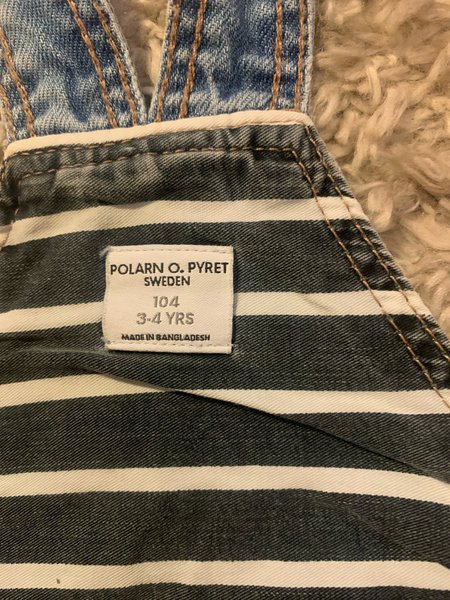 POLARN O. PYRET
SWEDEN
104
3-4 YRS
MADE IN BANGLADESH